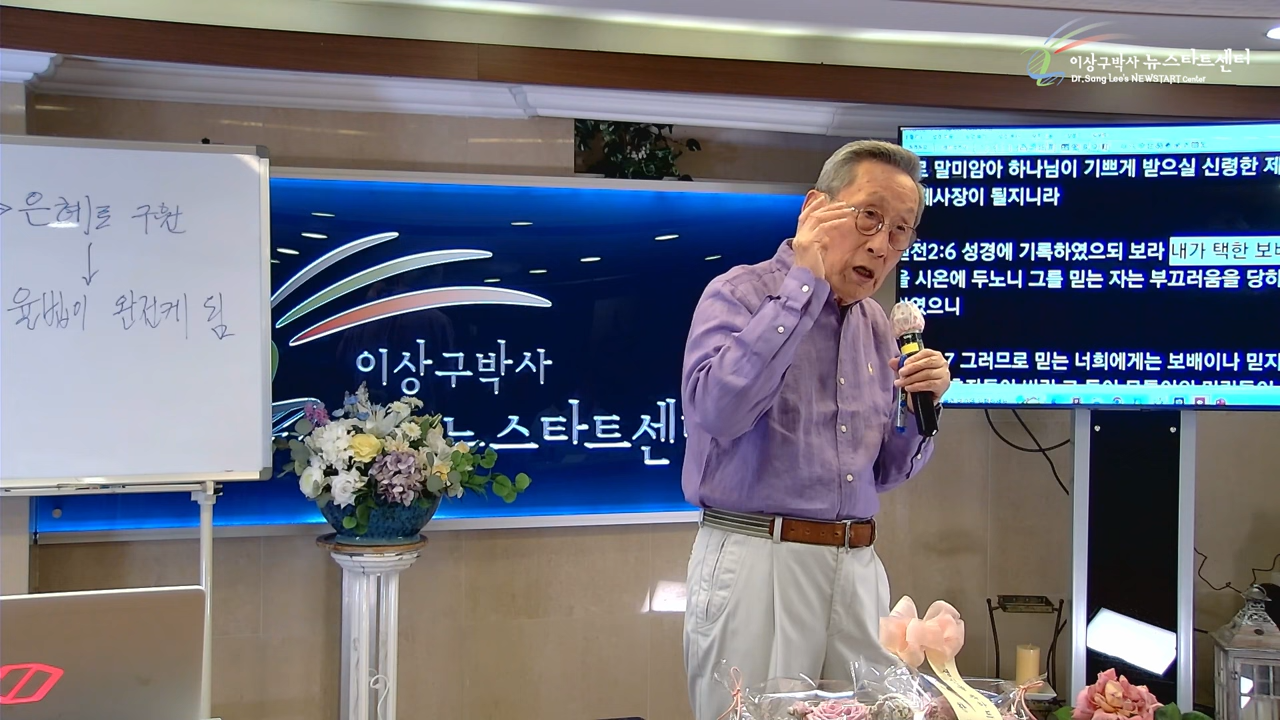 이상구박사 뉴스타트센터
Dr. Sang Lee's NEWSTART Center
은혜로 구원
↓
율법이 완전케 됨
이상구박사
뉴스타트센
로 말미암아 하나님이 기쁘게 받으실 신령한 제
제사장이 될지니라
전2:6 성경에 기록하였으되 보라 내가 택한 보
을 시온에 두노니 그를 믿는 자는 부끄러움을 당하
였으니
7 그러므로 믿는 너희에게는 보배이나 믿지